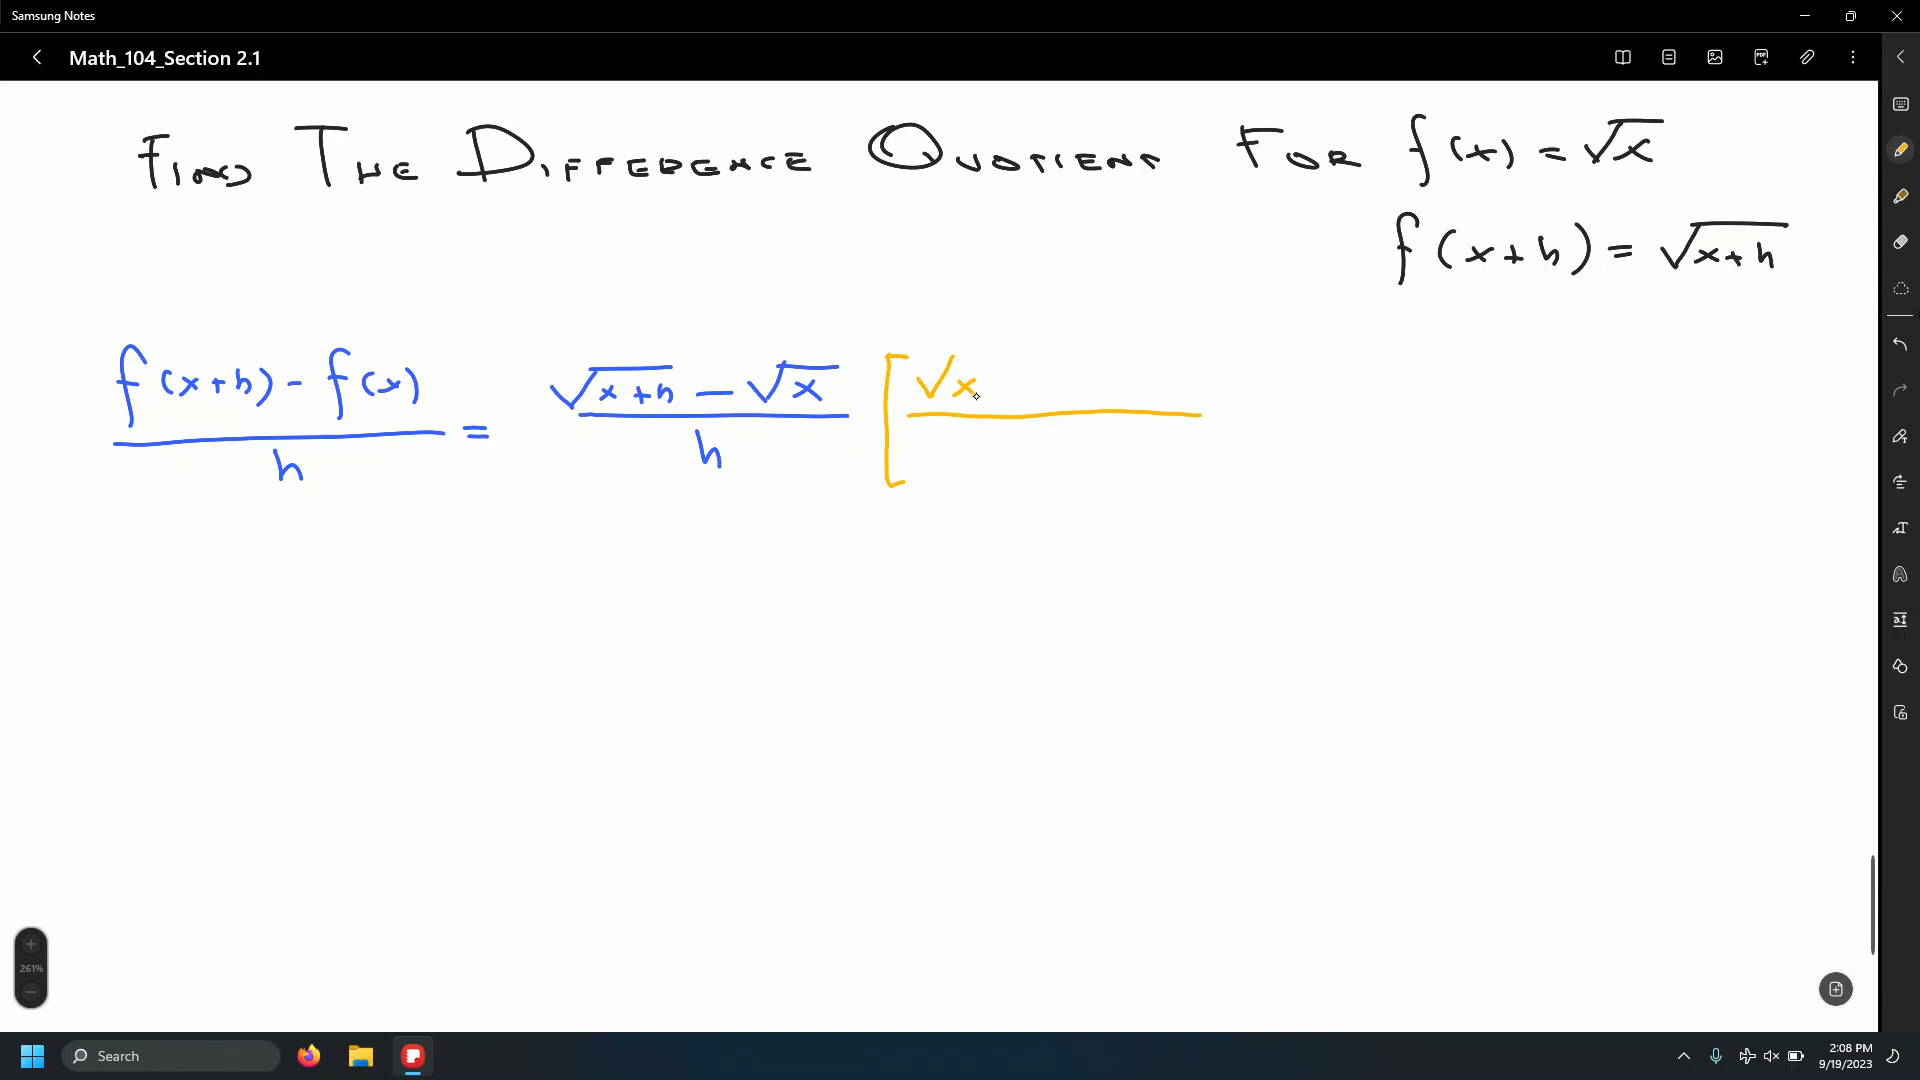 Samsung Notes
Math_104_Section 2.1
FIND THE DIFFERENCE QUOTIENT FOR f(x) = √x
f(x+h) = √x+h
f(x+h) - f(x) / h = √x+h - √x / h [ √x
261%
Search
2:08 PM
9/19/2023